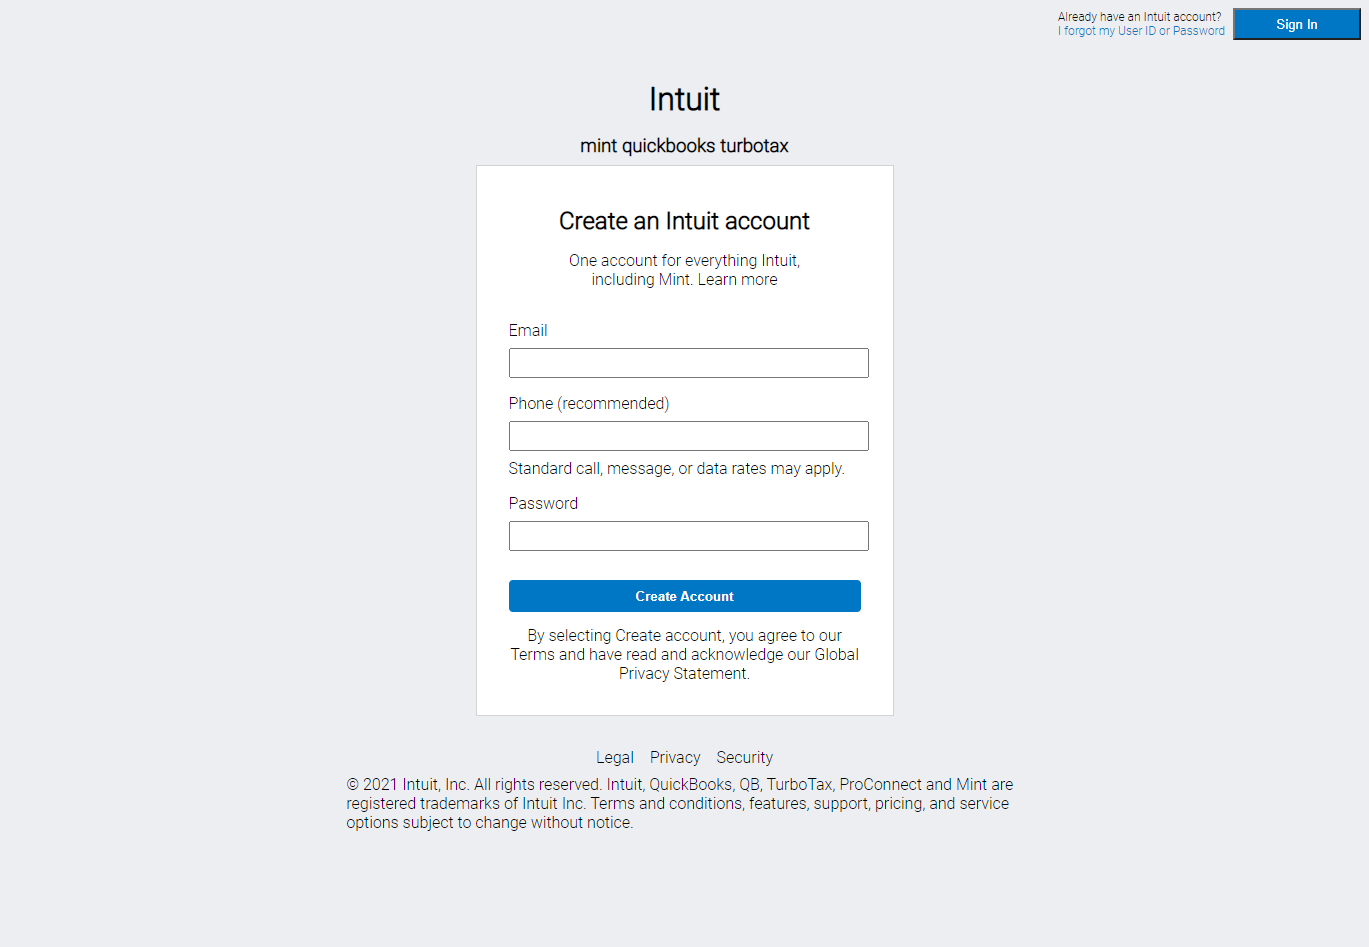 Already have an Intuit account?
I forgot my User ID or Password
Sign In
Intuit
mint quickbooks turbotax
Create an Intuit account
One account for everything Intuit,
including Mint. Learn more
Email
Phone (recommended)
Standard call, message, or data rates may apply.
Password
Create Account
By selecting Create account, you agree to our
Terms and have read and acknowledge our Global
Privacy Statement.
Legal Privacy Security
© 2021 Intuit, Inc. All rights reserved. Intuit, QuickBooks, QB, TurboTax, ProConnect and Mint are
registered trademarks of Intuit Inc. Terms and conditions, features, support, pricing, and service
options subject to change without notice.